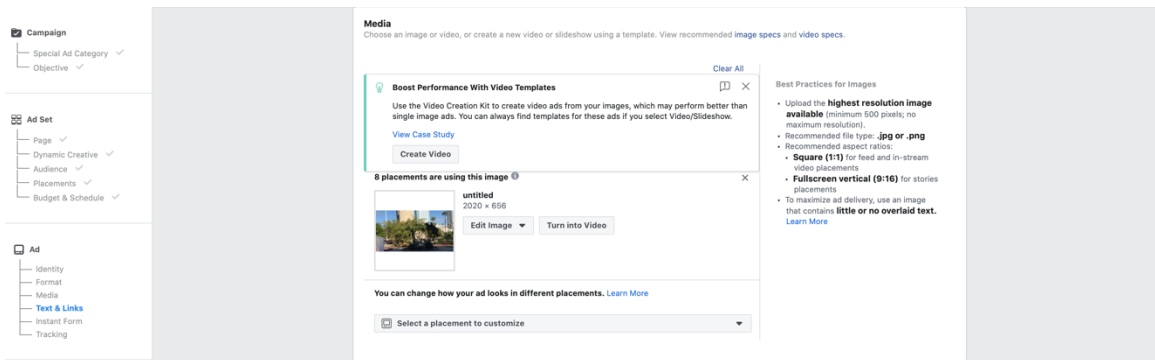 Campaign
Special Ad Category
Objective
Ad Set
Page
Dynamic Creative
Audience
Placements
Budget & Schedule
Ad
Identity
Format
Media
Text & Links
Instant Form
Tracking
Media
Choose an image or video, or create a new video or slideshow using a template. View recommended image specs and video specs.
Clear All
Boost Performance With Video Templates
Use the Video Creation Kit to create video ads from your images, which may perform better than
single image ads. You can always find templates for these ads if you select Video/Slideshow.
View Case Study
Create Video
8 placements are using this image
untitled
2020 × 656
Edit Image
Turn into Video
You can change how your ad looks in different placements. Learn More
Select a placement to customize
Best Practices for Images
• Upload the highest resolution image
available (minimum 500 pixels; no
maximum resolution).
• Recommended file type: .jpg or .png
• Recommended aspect ratios:
• Square (1:1) for feed and in-stream
video placements
• Fullscreen vertical (9:16) for stories
placements
• To maximize ad delivery, use an image
that contains little or no overlaid text.
Learn More